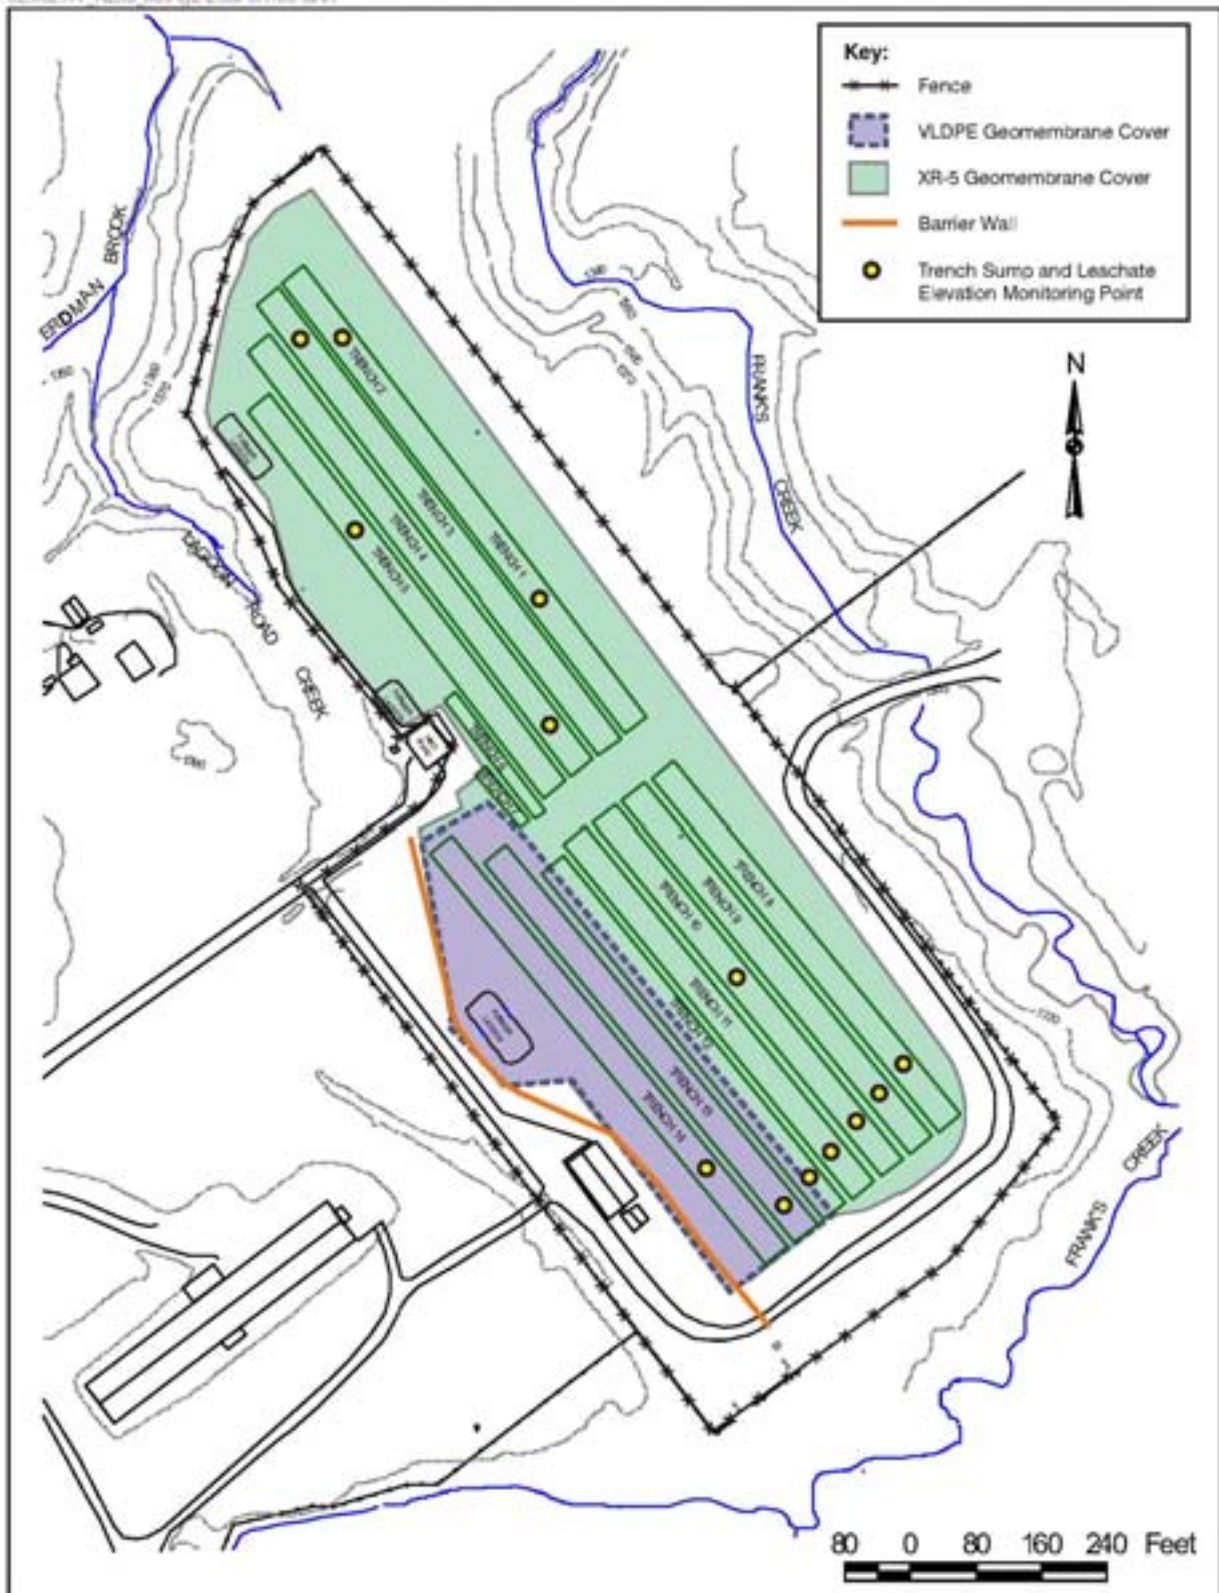 Key:
Fence
VLDPE Geomembrane Cover
XR-5 Geomembrane Cover
Barrier Wall
Trench Sump and Leachate
Elevation Monitoring Point
N
ERDMAN BROOK
FRANK'S CREEK
LAGOON ROAD CREEK
TRENCH 2
TRENCH 3
TRENCH 1
TRENCH 4
TRENCH 5
TRENCH 8
TRENCH 9
TRENCH 10
TRENCH 11
TRENCH 12
TRENCH 13
TRENCH 14
FRANK'S CREEK
80 0 80 160 240 Feet